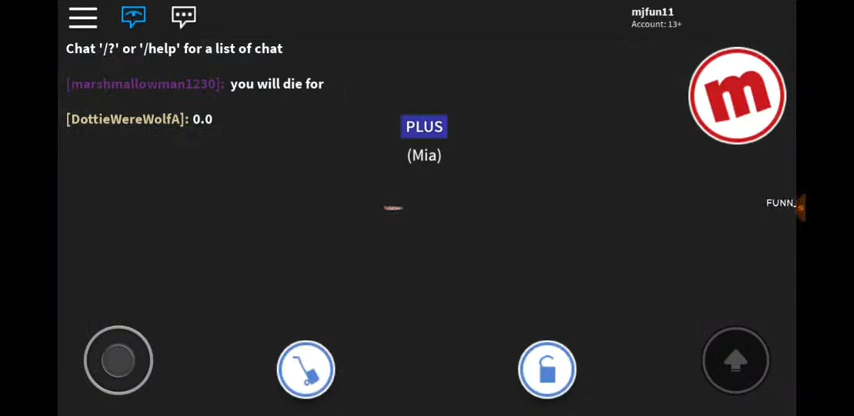 mjfun11
Account: 13+
Chat '/?' or '/help' for a list of chat
[marshmallowman1230]: you will die for
[DottieWereWolfA]: 0.0
m
PLUS
(Mia)
FUNN_